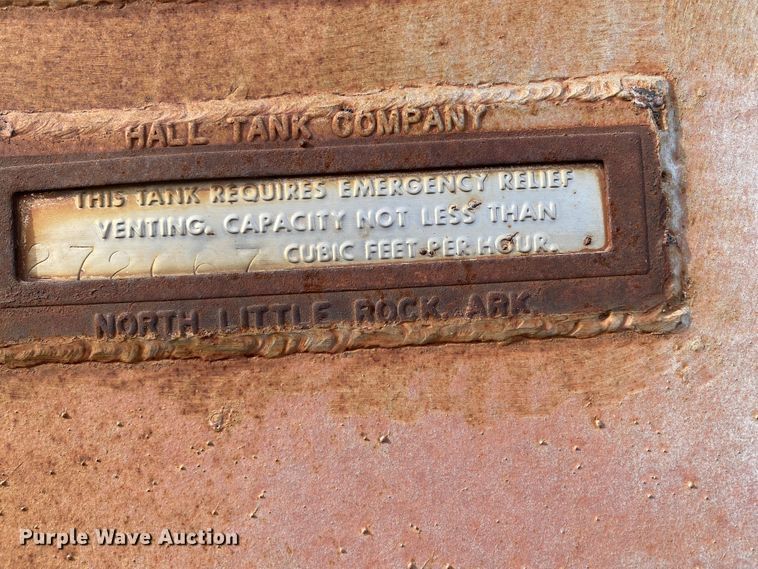 HALL TANK COMPANY
THIS TANK REQUIRES EMERGENCY RELIEF
VENTING. CAPACITY NOT LESS THAN
CUBIC FEET PER HOUR.
NORTH LITTLE ROCK, ARK.
Purple Wave Auction